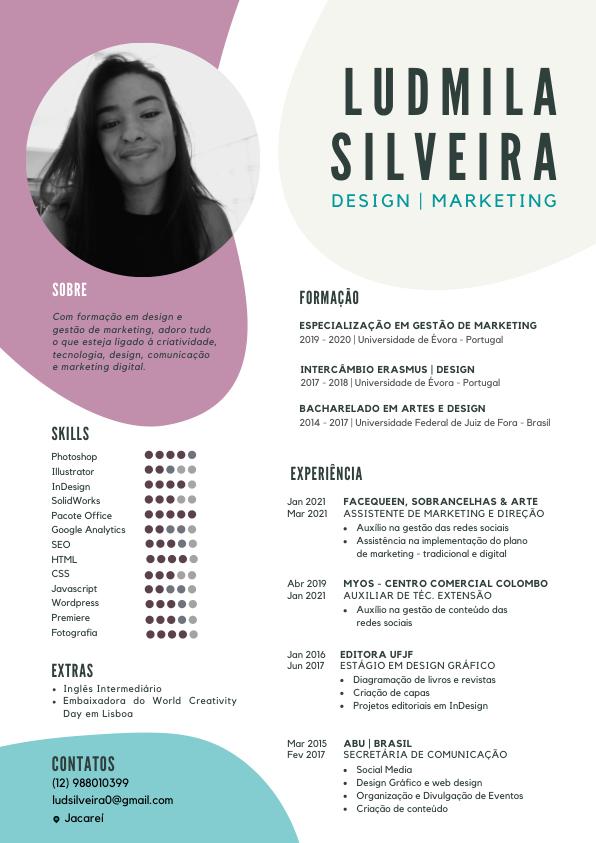 LUDMILA
SILVEIRA
DESIGN | MARKETING
SOBRE
Com formação em design e
gestão de marketing, adoro tudo
o que esteja ligado à criatividade,
tecnologia, design, comunicação
e marketing digital.
SKILLS
Photoshop
Illustrator
InDesign
SolidWorks
Pacote Office
Google Analytics
SEO
HTML
CSS
Javascript
Wordpress
Premiere
Fotografia
EXTRAS
• Inglês Intermediário
• Embaixadora do World Creativity
Day em Lisboa
CONTATOS
(12) 988010399
ludsilveira0@gmail.com
Jacareí
FORMAÇÃO
ESPECIALIZAÇÃO EM GESTÃO DE MARKETING
2019 - 2020 | Universidade de Évora - Portugal
INTERCÂMBIO ERASMUS | DESIGN
2017 - 2018 | Universidade de Évora - Portugal
BACHARELADO EM ARTES E DESIGN
2014 - 2017 | Universidade Federal de Juiz de Fora - Brasil
EXPERIÊNCIA
Jan 2021 FACEQUEEN, SOBRANCELHAS & ARTE
Mar 2021 ASSISTENTE DE MARKETING E DIREÇÃO
• Auxílio na gestão das redes sociais
• Assistência na implementação do plano
de marketing - tradicional e digital
Abr 2019 MYOS - CENTRO COMERCIAL COLOMBO
Jan 2021 AUXILIAR DE TÉC. EXTENSÃO
• Auxílio na gestão de conteúdo das
redes sociais
Jan 2016 EDITORA UFJF
Jun 2017 ESTÁGIO EM DESIGN GRÁFICO
• Diagramação de livros e revistas
• Criação de capas
• Projetos editoriais em InDesign
Mar 2015 ABU | BRASIL
Fev 2017 SECRETÁRIA DE COMUNICAÇÃO
• Social Media
• Design Gráfico e web design
• Organização e Divulgação de Eventos
• Criação de conteúdo